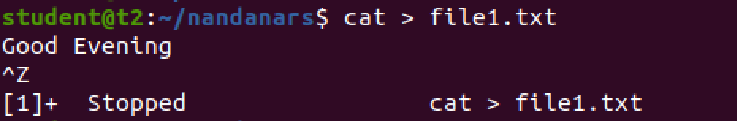 student@t2:~/nandanars$ cat > file1.txt
Good Evening
^Z
[1]+  Stopped                 cat > file1.txt